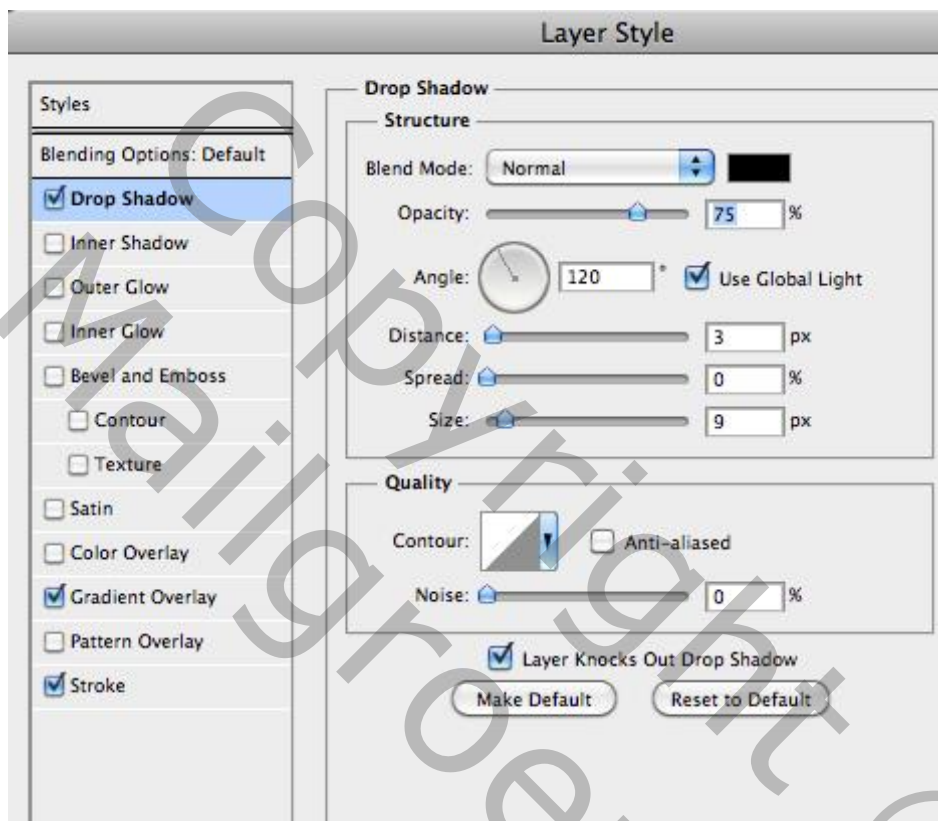 Layer Style
Styles
Blending Options: Default
Drop Shadow
Inner Shadow
Outer Glow
Inner Glow
Bevel and Emboss
Contour
Texture
Satin
Color Overlay
Gradient Overlay
Pattern Overlay
Stroke
Drop Shadow
Structure
Blend Mode: Normal
Opacity: 75 %
Angle: 120 ° Use Global Light
Distance: 3 px
Spread: 0 %
Size: 9 px
Quality
Contour: Anti-aliased
Noise: 0 %
Layer Knocks Out Drop Shadow
Make Default Reset to Default
Copyright